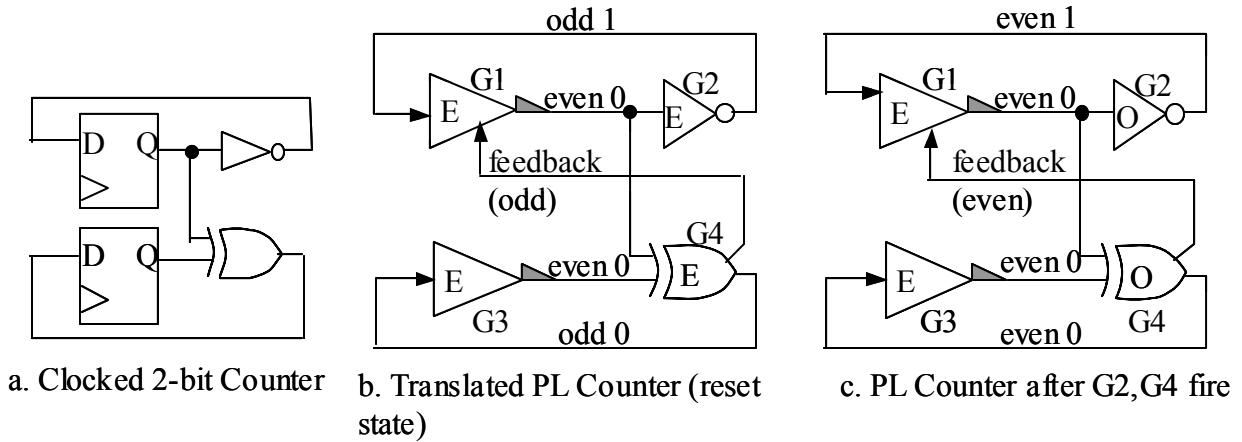 D Q
D Q
a. Clocked 2-bit Counter
odd 1
G1
E
even 0
G2
E
feedback
(odd)
G4
E
even 0
E
G3
odd 0
b. Translated PL Counter (reset
state)
even 1
G1
E
even 0
G2
O
feedback
(even)
E
even 0
O
G3
G4
even 0
c. PL Counter after G2,G4 fire